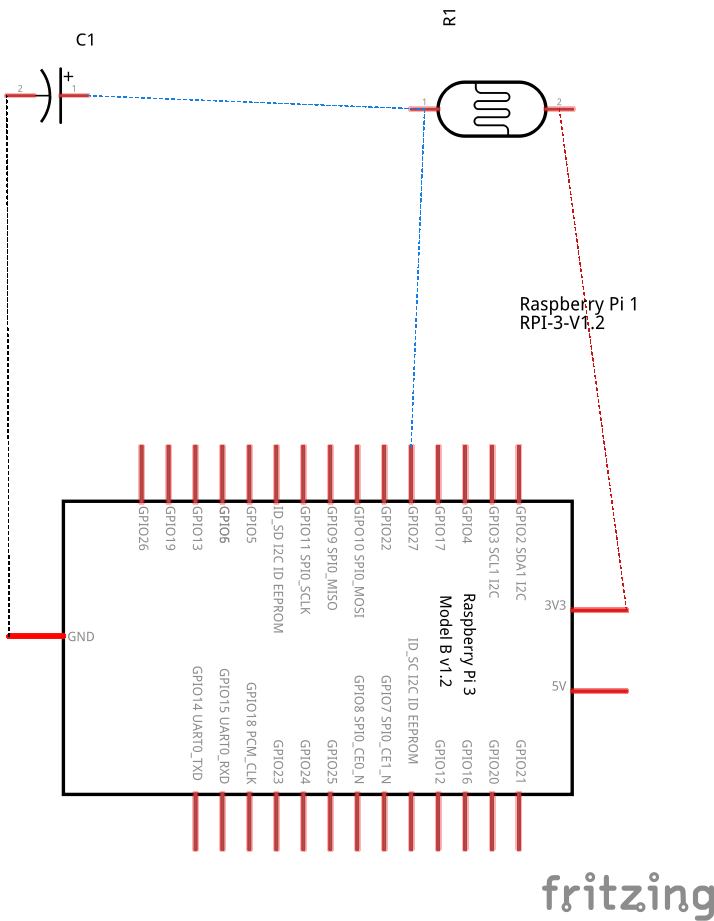 R1
C1
+
2
1
1
2
Raspberry Pi 1
RPI-3-V1.2
GPIO26
GPIO19
GPIO13
GPIO6
GPIO5
ID_SD I2C ID EEPROM
GPIO11 SPI0_SCLK
GPIO9 SPI0_MISO
GIPO10 SPI0_MOSI
GPIO22
GPIO27
GPIO17
GPIO4
GPIO3 SCL1 I2C
GPIO2 SDA1 I2C
3V3
Raspberry Pi 3
Model B v1.2
GND
5V
GPIO14 UART0_TXD
GPIO15 UART0_RXD
GPIO18 PCM_CLK
GPIO23
GPIO24
GPIO25
GPIO8 SPI0_CE0_N
GPIO7 SPI0_CE1_N
ID_SC I2C ID EEPROM
GPIO12
GPIO16
GPIO20
GPIO21
fritzing